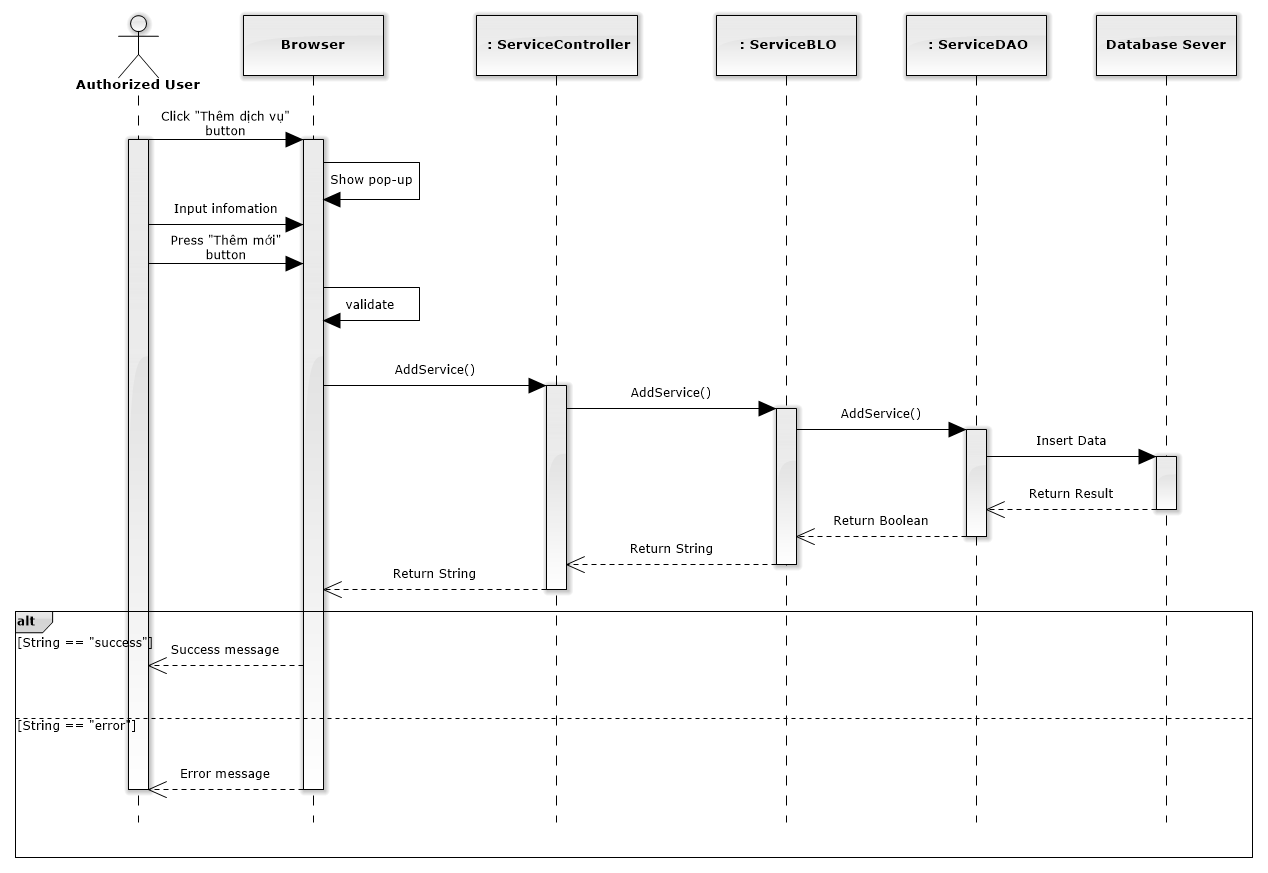 Authorized User
Browser
: ServiceController
: ServiceBLO
: ServiceDAO
Database Sever
Click "Thêm dịch vụ"
button
Show pop-up
Input infomation
Press "Thêm mới"
button
validate
AddService()
AddService()
AddService()
Insert Data
Return Result
Return Boolean
Return String
Return String
alt
[String == "success"]
Success message
[String == "error"]
Error message